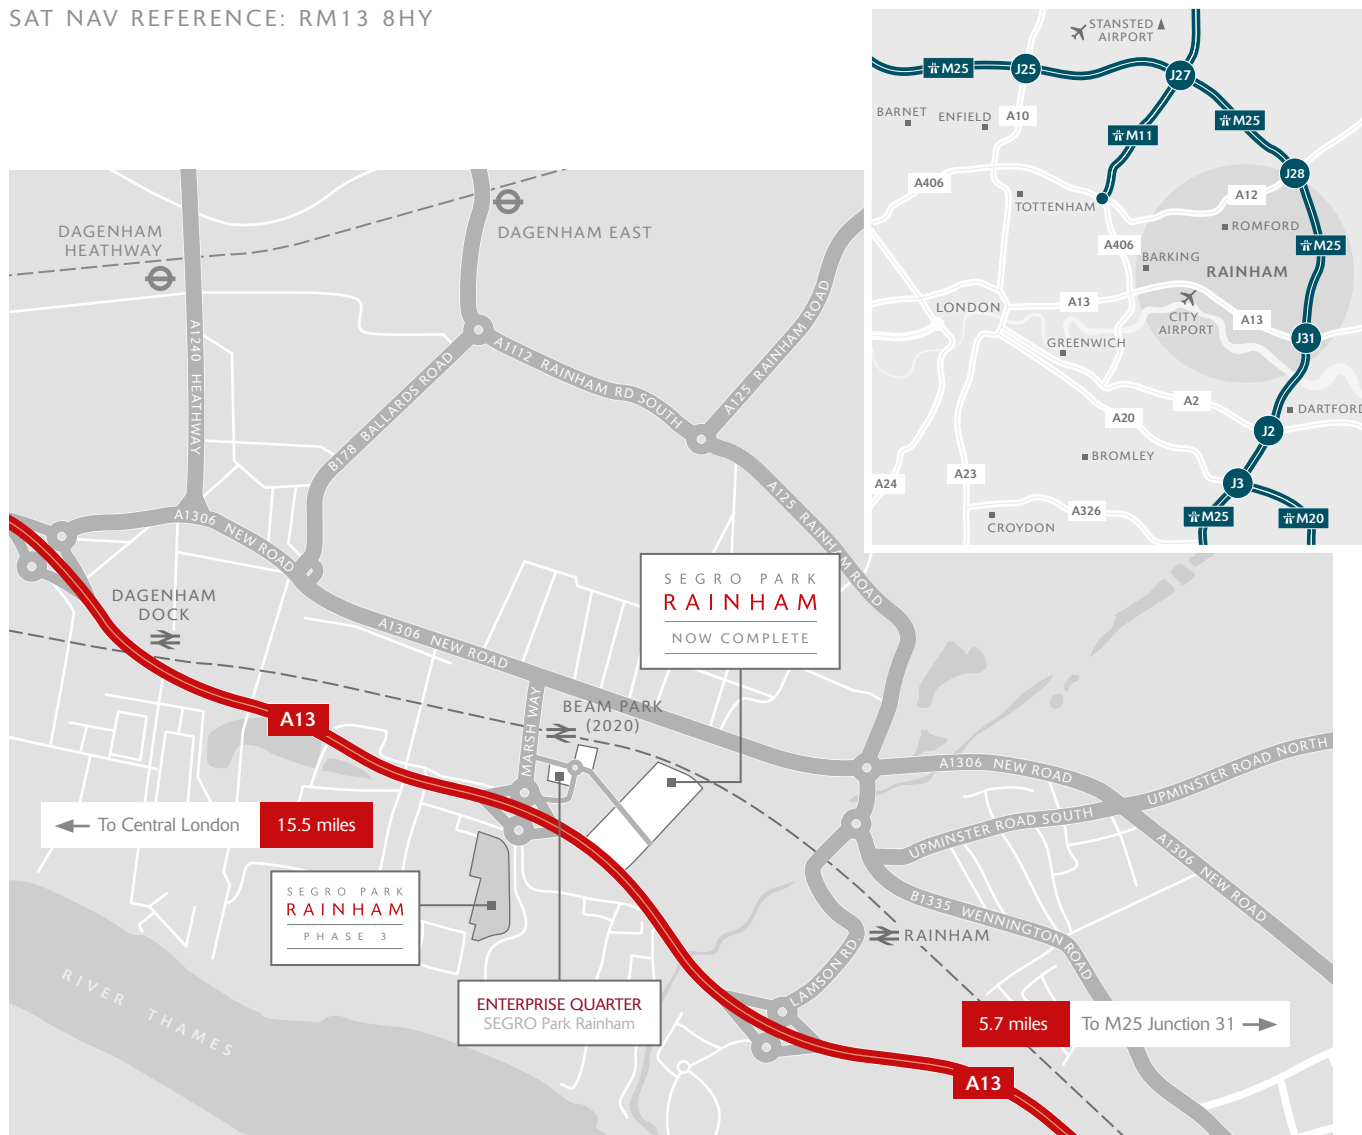 SAT NAV REFERENCE: RM13 8HY
STANSTED
AIRPORT
M25
J25
J27
BARNET
ENFIELD
A10
M11
M25
A406
TOTTENHAM
J28
A12
ROMFORD
A406
BARKING
M25
RAINHAM
LONDON
A13
CITY
AIRPORT
A13
J31
GREENWICH
A2
DARTFORD
A20
J2
BROMLEY
A24
A23
J3
CROYDON
A326
M25
M20
DAGENHAM
HEATHWAY
DAGENHAM EAST
A1240 HEATHWAY
B178 BALLARDS ROAD
A1112 RAINHAM RD SOUTH
A125 RAINHAM ROAD
A125 RAINHAM ROAD
A1306 NEW ROAD
DAGENHAM
DOCK
A1306 NEW ROAD
SEGRO PARK
RAINHAM
NOW COMPLETE
A13
MARSH WAY
BEAM PARK
(2020)
A1306 NEW ROAD
UPMINSTER ROAD NORTH
UPMINSTER ROAD SOUTH
A1306 NEW ROAD
To Central London
15.5 miles
SEGRO PARK
RAINHAM
PHASE 3
B1335 WENNINGTON ROAD
RAINHAM
LAMSON RD.
RIVER THAMES
ENTERPRISE QUARTER
SEGRO Park Rainham
5.7 miles
To M25 Junction 31
A13